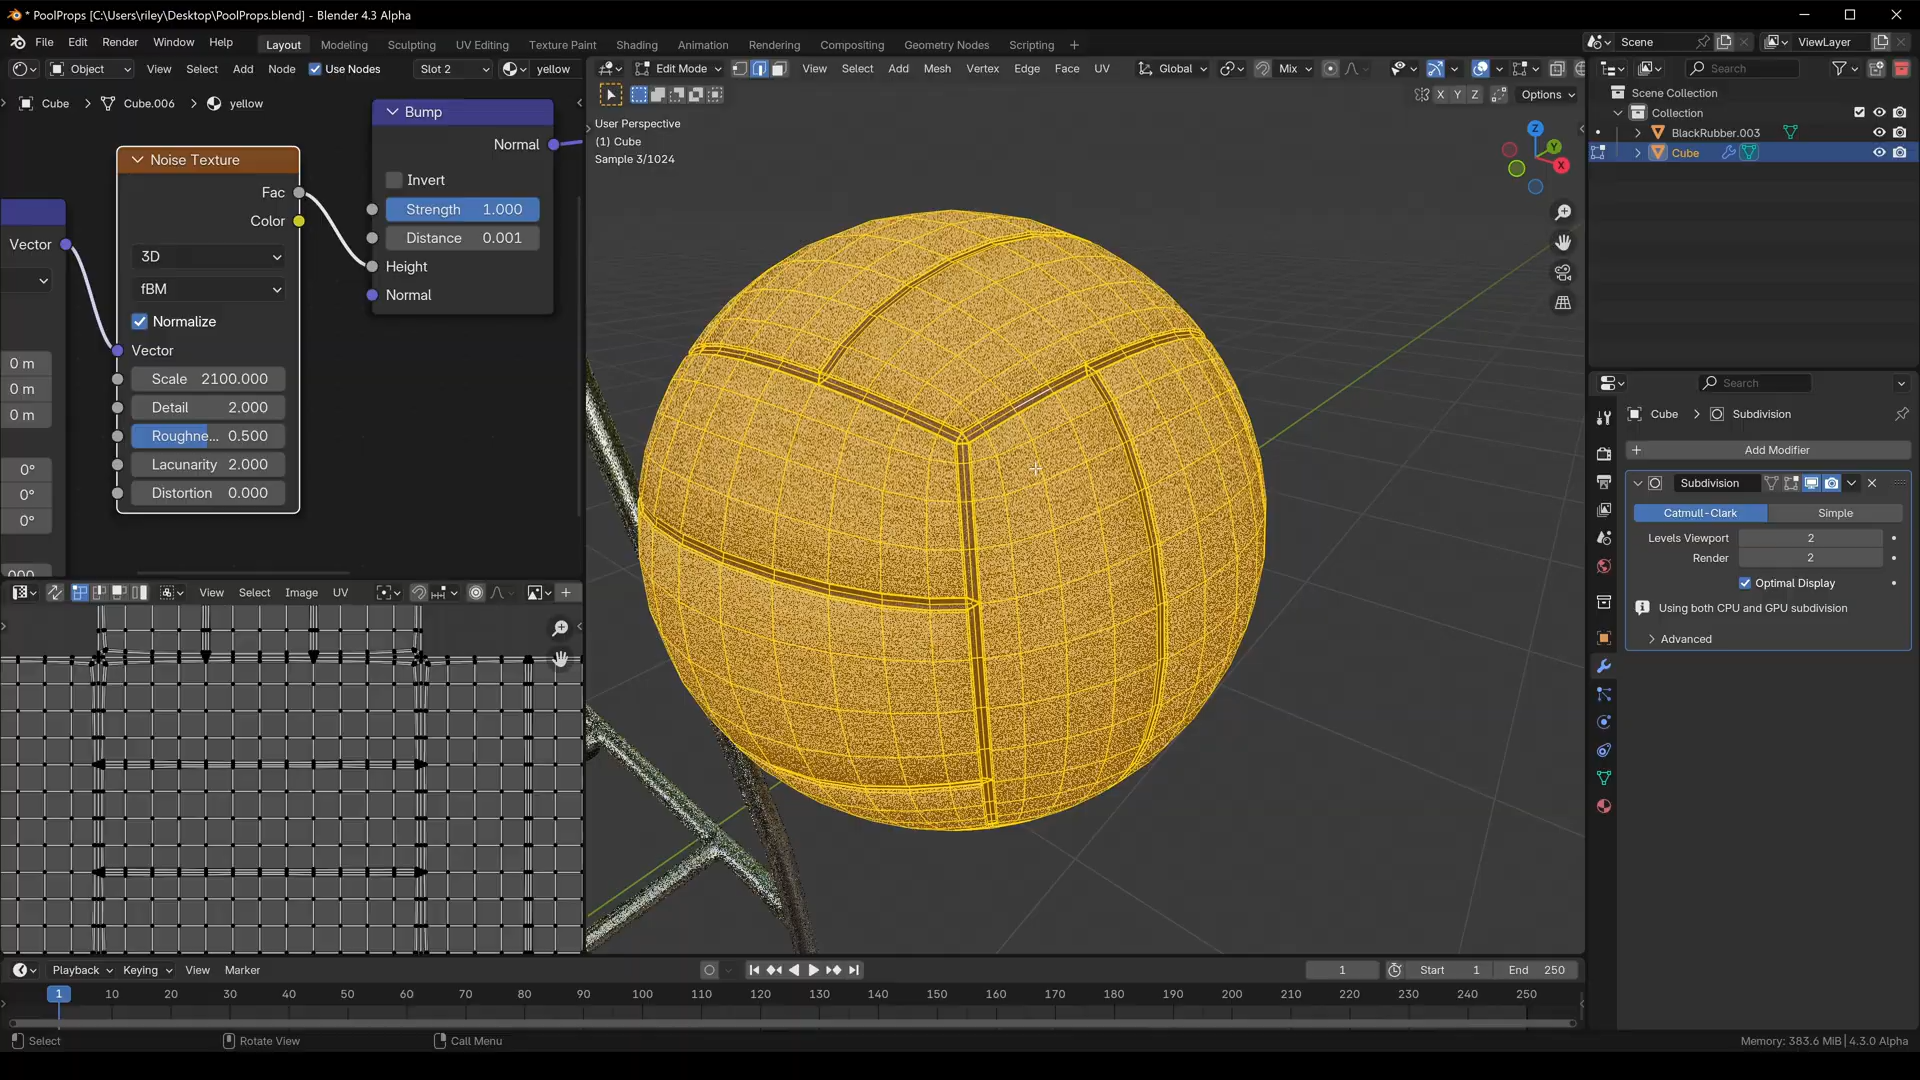 * PoolProps [C:\Users\riley\Desktop\PoolProps.blend] - Blender 4.3 Alpha
File Edit Render Window Help Layout Modeling Sculpting UV Editing Texture Paint Shading Animation Rendering Compositing Geometry Nodes Scripting + Scene ViewLayer
Object View Select Add Node Use Nodes Slot 2 yellow
Edit Mode View Select Add Mesh Vertex Edge Face UV Global Mix
X Y Z Options
Search
Cube > Cube.006 > yellow
Bump
Normal
Invert
Strength 1.000
Distance 0.001
Height
Normal
Noise Texture
Fac
Color
3D
fBM
Normalize
Vector
Scale 2100.000
Detail 2.000
Roughne... 0.500
Lacunarity 2.000
Distortion 0.000
Vector
0 m
0 m
0 m
0°
0°
0°
000
User Perspective
(1) Cube
Sample 3/1024
Z
Y
X
Scene Collection
Collection
BlackRubber.003
Cube
Search
Cube > Subdivision
+ Add Modifier
Subdivision
Catmull-Clark Simple
Levels Viewport 2
Render 2
Optimal Display
Using both CPU and GPU subdivision
Advanced
View Select Image UV
Playback Keying View Marker
1 Start 1 End 250
1 10 20 30 40 50 60 70 80 90 100 110 120 130 140 150 160 170 180 190 200 210 220 230 240 250
Select Rotate View Call Menu Memory: 383.6 MiB | 4.3.0 Alpha